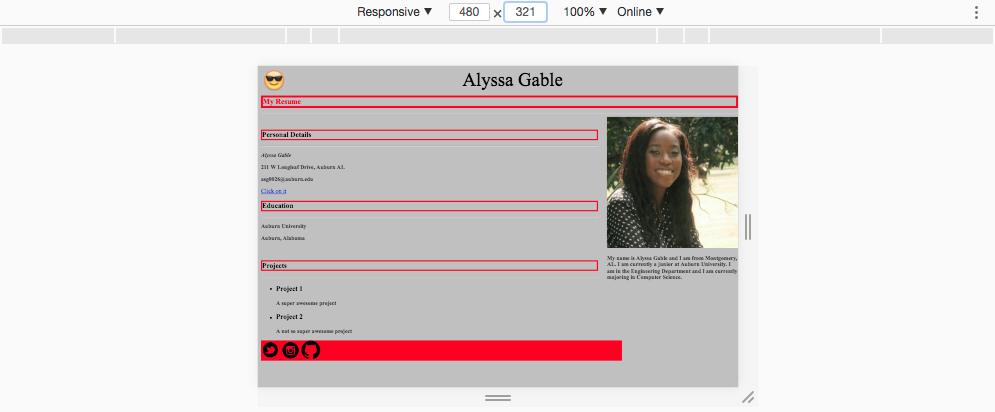 Responsive ▼ 480 × 321 100% ▼ Online ▼
Alyssa Gable
My Resume
Personal Details
Alyssa Gable
231 W Longleaf Drive, Auburn AL
asg0026@auburn.edu
Click on it
Education
Auburn University
Auburn, Alabama
Projects
Project 1
A super awesome project
Project 2
A not so super awesome project
My name is Alyssa Gable and I am from Montgomery,
AL. I am currently a junior at Auburn University. I
am in the Engineering Department and I am currently
majoring in Computer Science.